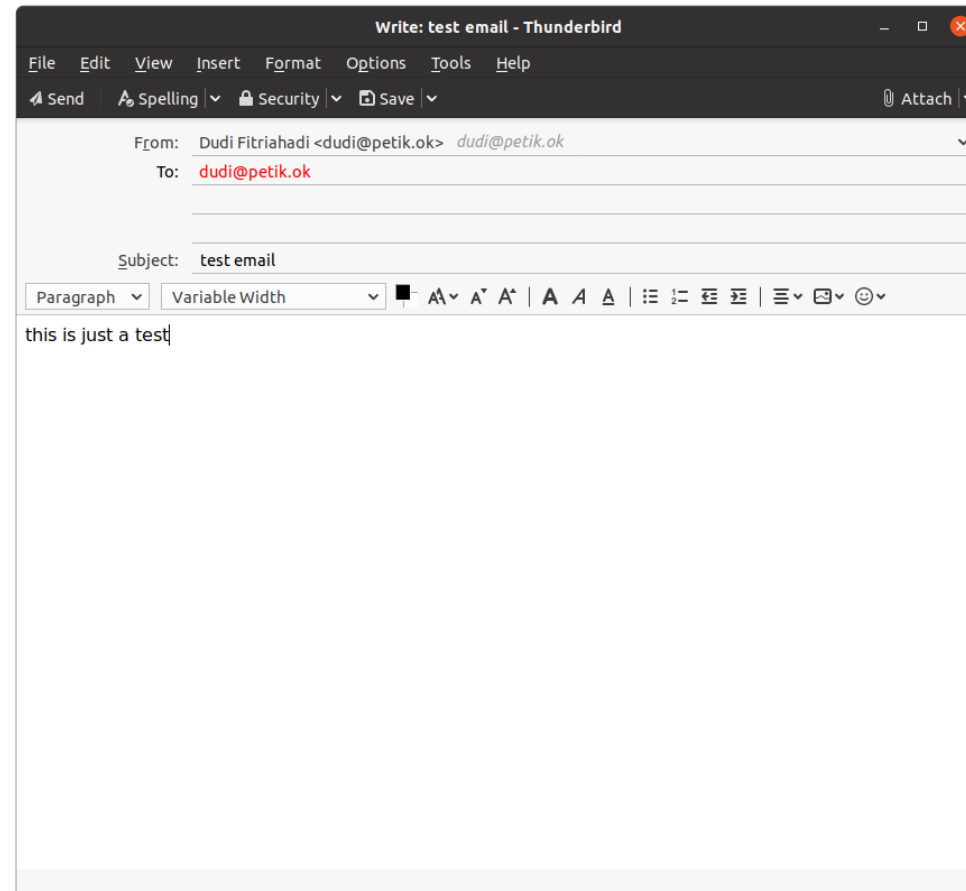 Write: test email - Thunderbird
File Edit View Insert Format Options Tools Help
Send Spelling Security Save Attach
From: Dudi Fitriahadi <dudi@petik.ok> dudi@petik.ok
To: dudi@petik.ok
Subject: test email
Paragraph Variable Width
this is just a test